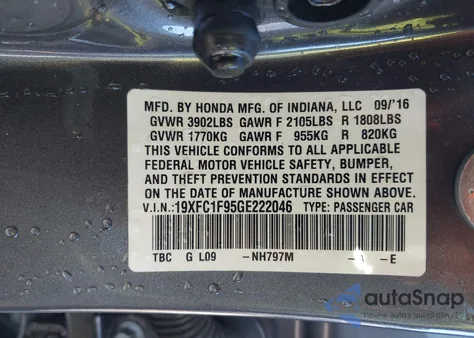 MFD. BY HONDA MFG. OF INDIANA, LLC 09/'16
GVWR 3902LBS GAWR F 2105LBS R 1808LBS
GVWR 1770KG GAWR F 955KG R 820KG
THIS VEHICLE CONFORMS TO ALL APPLICABLE
FEDERAL MOTOR VEHICLE SAFETY, BUMPER,
AND THEFT PREVENTION STANDARDS IN EFFECT
ON THE DATE OF MANUFACTURE SHOWN ABOVE.
V.I.N.:19XFC1F95GE222046 TYPE: PASSENGER CAR
TBC G L09 -NH797M -A -E
autoSnap